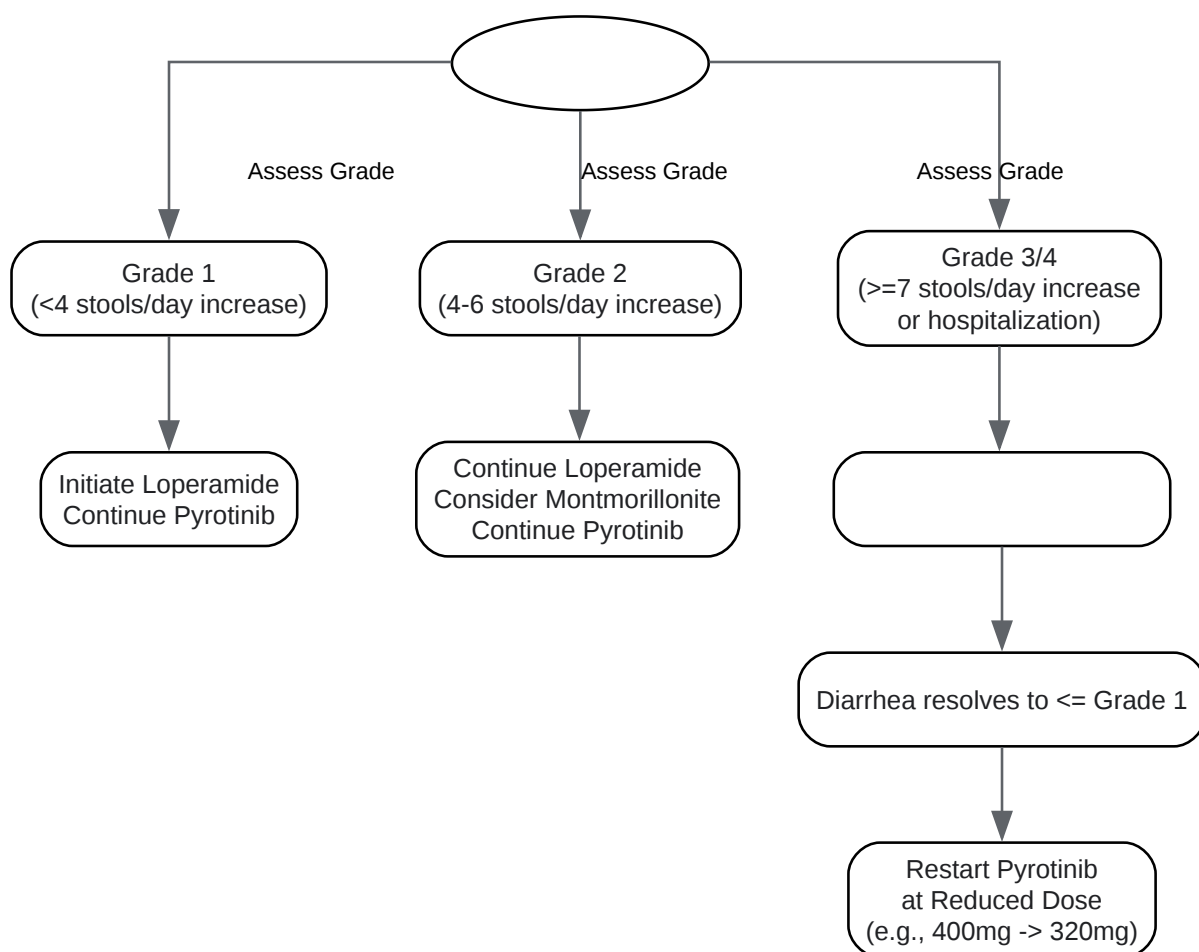 Assess Grade
Assess Grade
Assess Grade
Grade 1
(<4 stools/day increase)
Grade 2
(4-6 stools/day increase)
Grade 3/4
(>=7 stools/day increase
or hospitalization)
Initiate Loperamide
Continue Pyrotinib
Continue Loperamide
Consider Montmorillonite
Continue Pyrotinib
Diarrhea resolves to <= Grade 1
Restart Pyrotinib
at Reduced Dose
(e.g., 400mg -> 320mg)